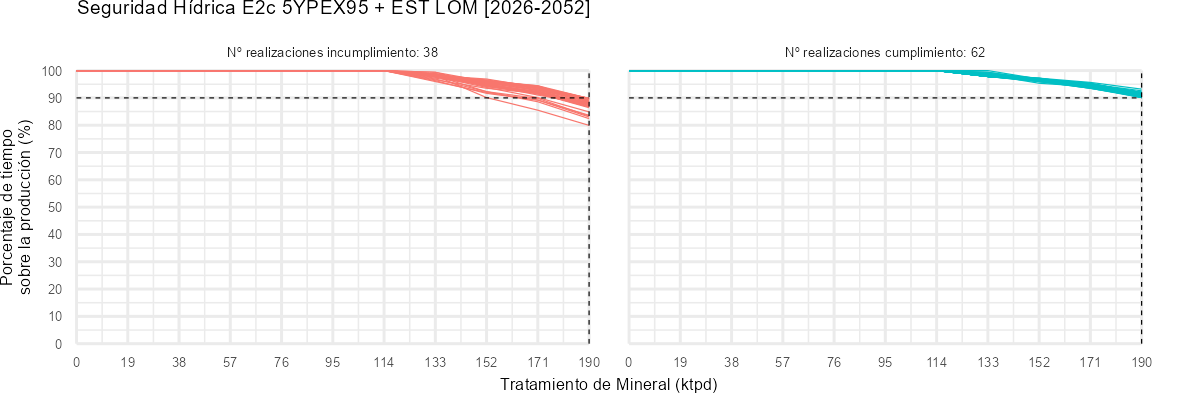 Seguridad Hídrica E2c 5YPEX95 + EST LOM [2026-2052]
Nº realizaciones incumplimiento: 38
Nº realizaciones cumplimiento: 62
Porcentaje de tiempo
sobre la producción (%)
100
90
80
70
60
50
40
30
20
10
0
0 19 38 57 76 95 114 133 152 171 190
0 19 38 57 76 95 114 133 152 171 190
Tratamiento de Mineral (ktpd)